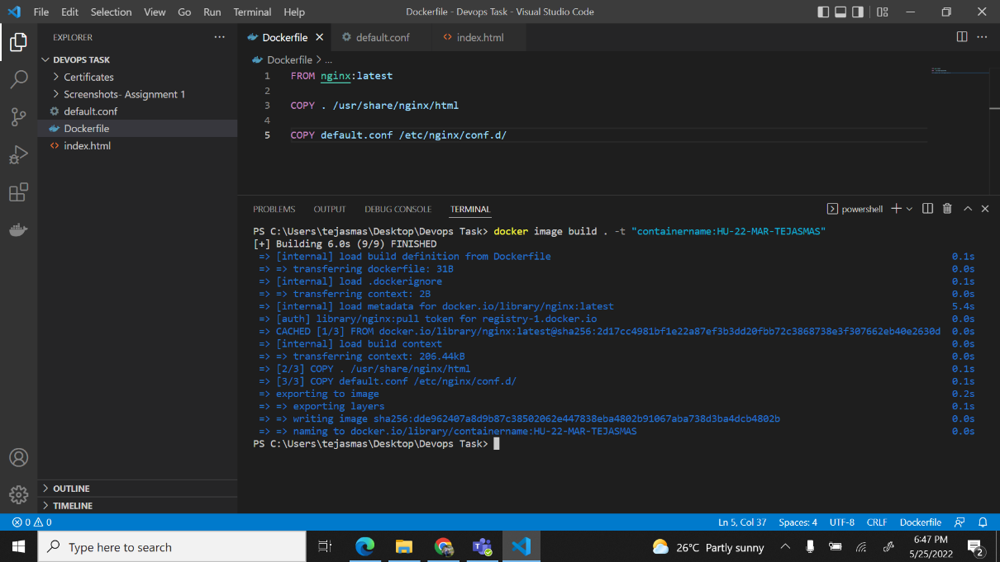 File Edit Selection View Go Run Terminal Help
Dockerfile - Devops Task - Visual Studio Code
EXPLORER
DEVOPS TASK
Certificates
Screenshots- Assignment 1
default.conf
Dockerfile
index.html
OUTLINE
TIMELINE
Dockerfile default.conf index.html
Dockerfile > ...
1 FROM nginx:latest
2
3 COPY . /usr/share/nginx/html
4
5 COPY default.conf /etc/nginx/conf.d/
PROBLEMS OUTPUT DEBUG CONSOLE TERMINAL
powershell
PS C:\Users\tejasmas\Desktop\Devops Task> docker image build . -t "containername:HU-22-MAR-TEJASMAS"
[+] Building 6.0s (9/9) FINISHED
=> [internal] load build definition from Dockerfile 0.1s
=> => transferring dockerfile: 31B 0.0s
=> [internal] load .dockerignore 0.1s
=> => transferring context: 2B 0.0s
=> [internal] load metadata for docker.io/library/nginx:latest 5.4s
=> [auth] library/nginx:pull token for registry-1.docker.io 0.0s
=> CACHED [1/3] FROM docker.io/library/nginx:latest@sha256:2d17cc4981bf1e22a87ef3b3dd20fbb72c3868738e3f307662eb40e2630d 0.0s
=> [internal] load build context 0.0s
=> => transferring context: 206.44kB 0.0s
=> [2/3] COPY . /usr/share/nginx/html 0.1s
=> [3/3] COPY default.conf /etc/nginx/conf.d/ 0.1s
=> exporting to image 0.2s
=> => exporting layers 0.1s
=> => writing image sha256:dde962407a8d9b87c38502062e447838eba4802b91067aba738d3ba4dcb4802b 0.0s
=> => naming to docker.io/library/containername:HU-22-MAR-TEJASMAS 0.0s
PS C:\Users\tejasmas\Desktop\Devops Task>
0 0
Ln 5, Col 37 Spaces: 4 UTF-8 CRLF Dockerfile
Type here to search
26°C Partly sunny
6:47 PM
5/25/2022
2